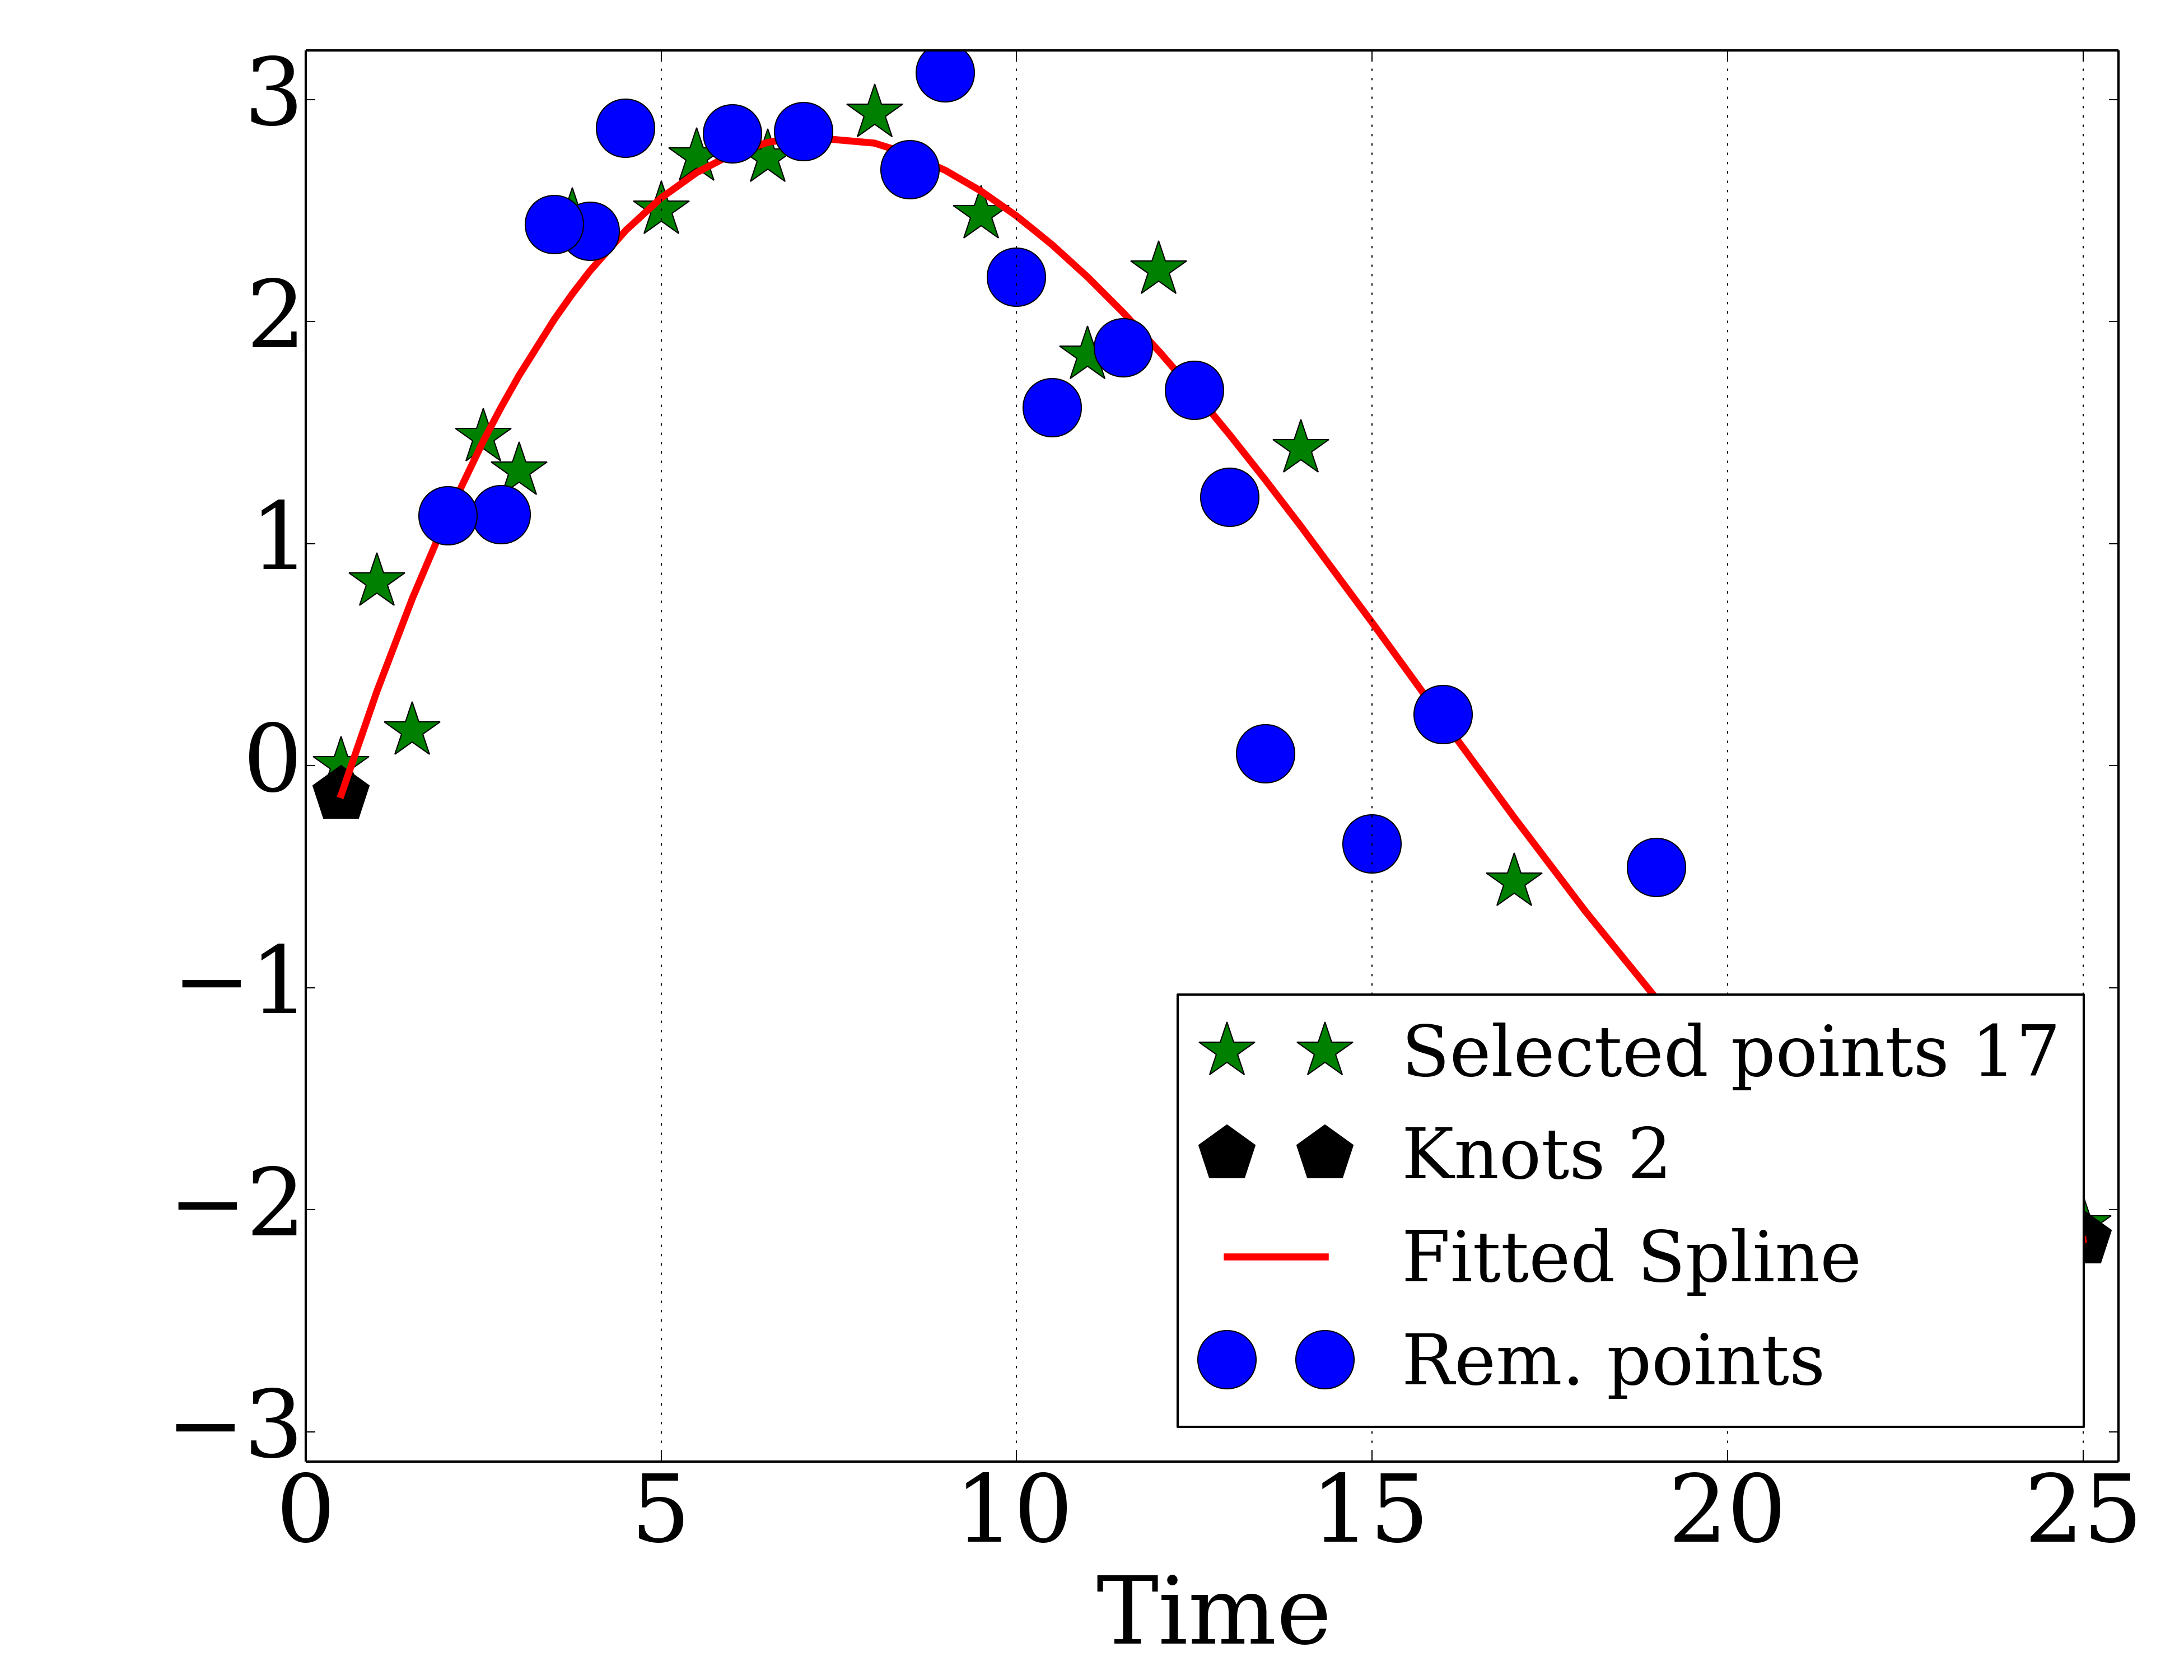 3
2
1
0
−1
−2
−3
0 5 10 15 20 25
Time
Selected points 17
Knots 2
Fitted Spline
Rem. points